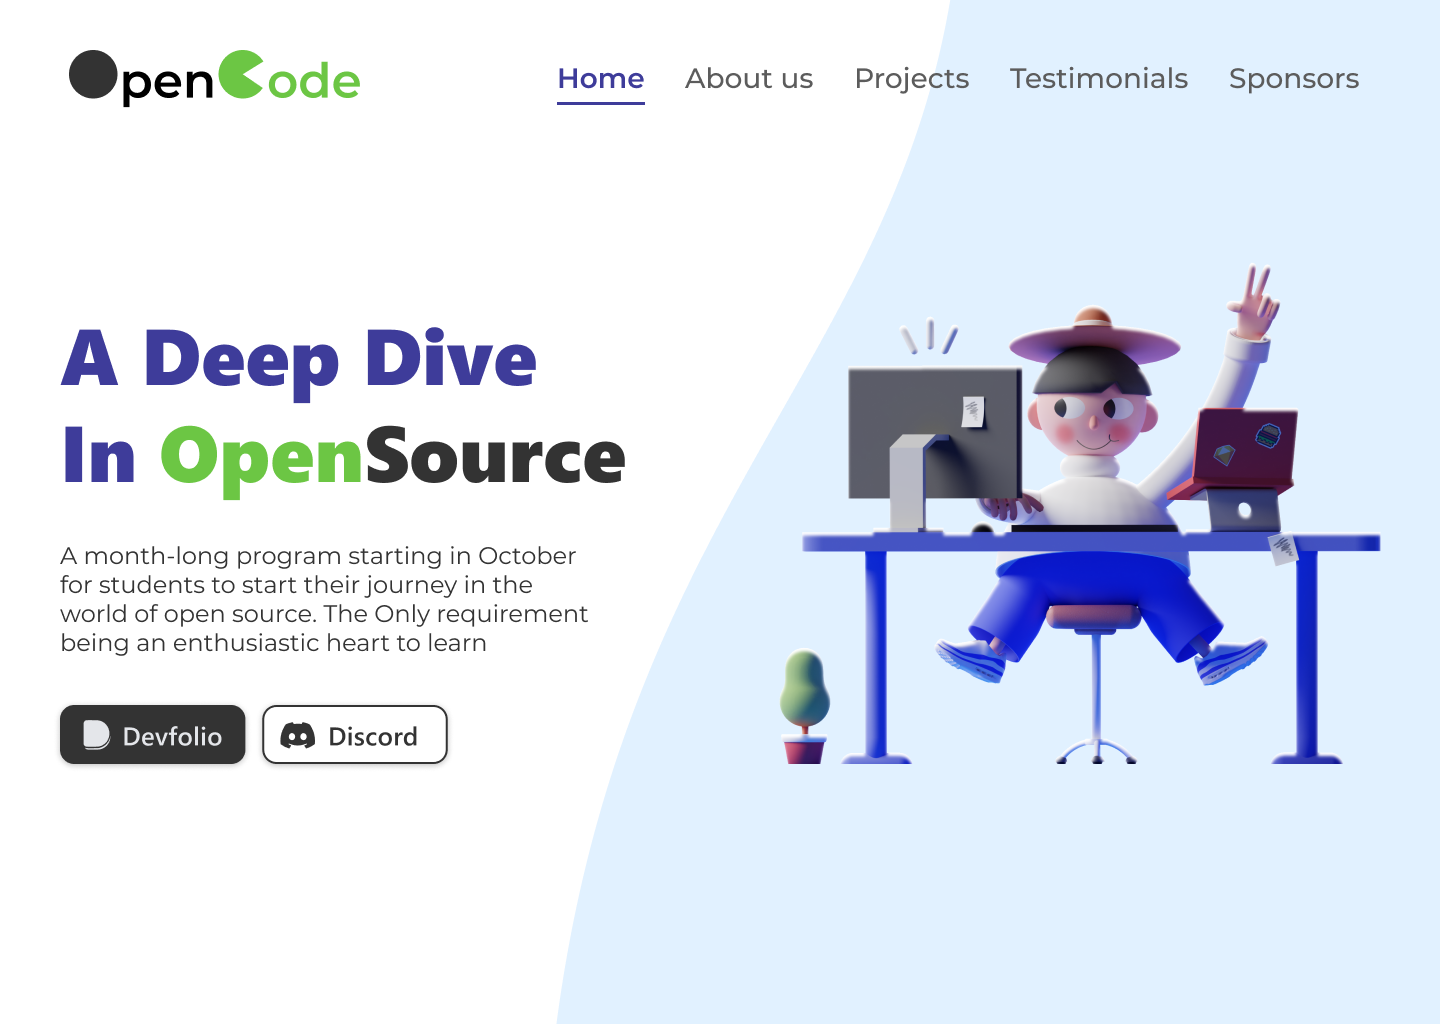 OpenCode
Home About us Projects Testimonials Sponsors
A Deep Dive
In OpenSource
A month-long program starting in October
for students to start their journey in the
world of open source. The Only requirement
being an enthusiastic heart to learn
Devfolio Discord